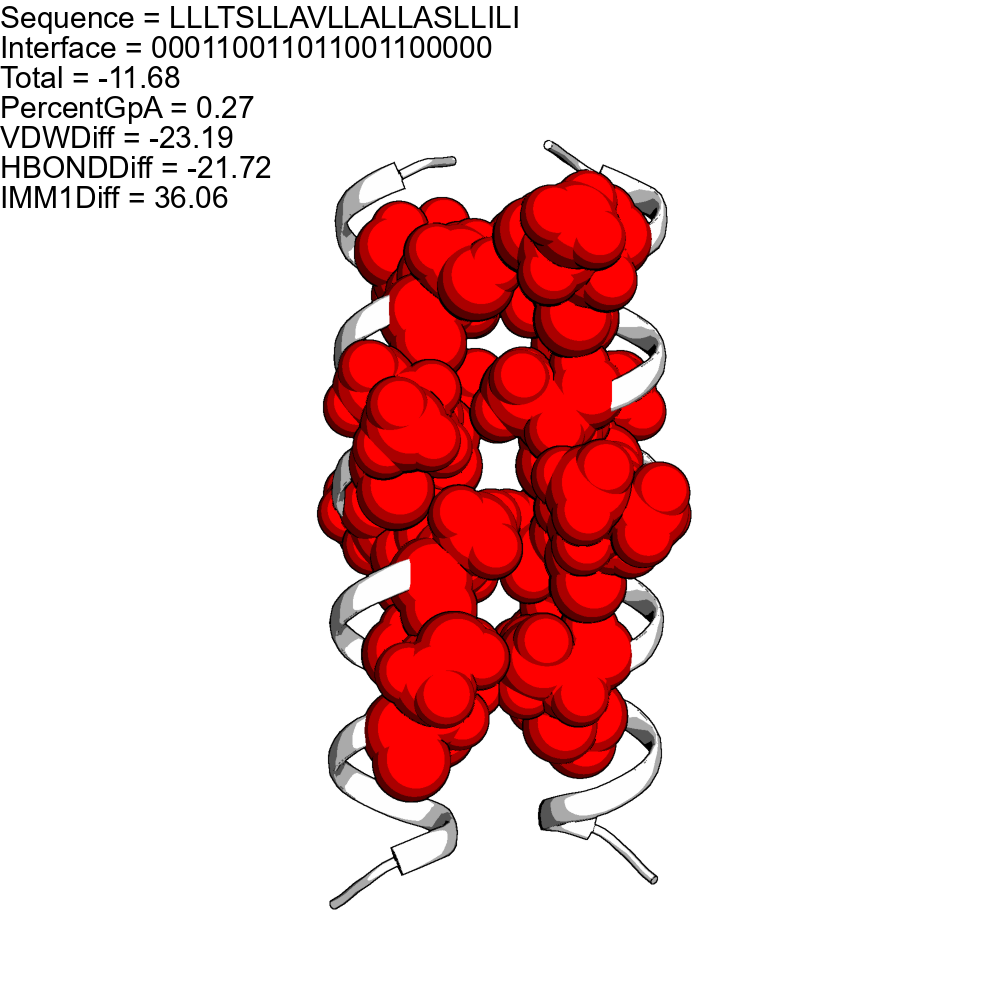 Sequence = LLLTSLLAVLLALLASLLILI
Interface = 000110011011001100000
Total = -11.68
PercentGpA = 0.27
VDWDiff = -23.19
HBONDDiff = -21.72
IMM1Diff = 36.06